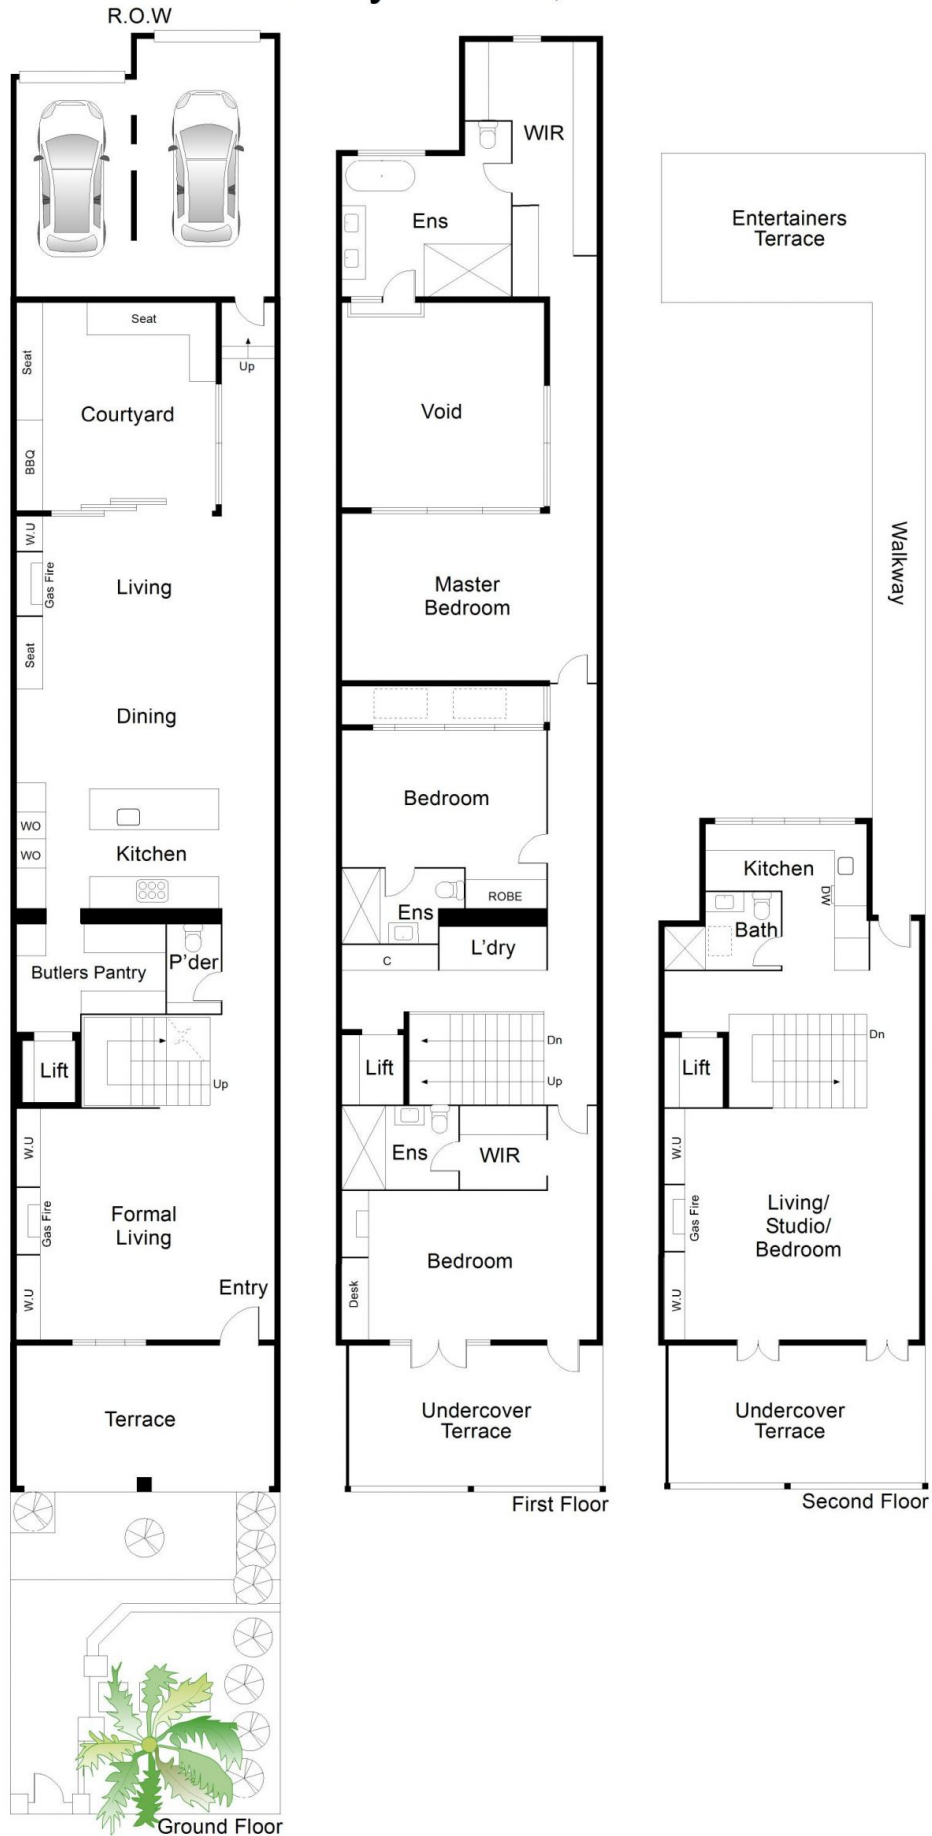 R.O.W
Seat
Seat
Up
Courtyard
BBQ
W.U
Gas Fire
Living
Seat
Dining
WO
WO
Kitchen
P'der
Butlers Pantry
Lift
Up
W.U
Formal
Living
Gas Fire
W.U
Entry
Terrace
Ground Floor
WIR
Ens
Void
Master
Bedroom
Bedroom
ROBE
Ens
L'dry
C
Dn
Lift
Up
Ens
WIR
Bedroom
Desk
Undercover
Terrace
First Floor
Entertainers
Terrace
Walkway
Kitchen
DW
Bath
Dn
Lift
W.U
Gas Fire
Living/
Studio/
Bedroom
W.U
Undercover
Terrace
Second Floor